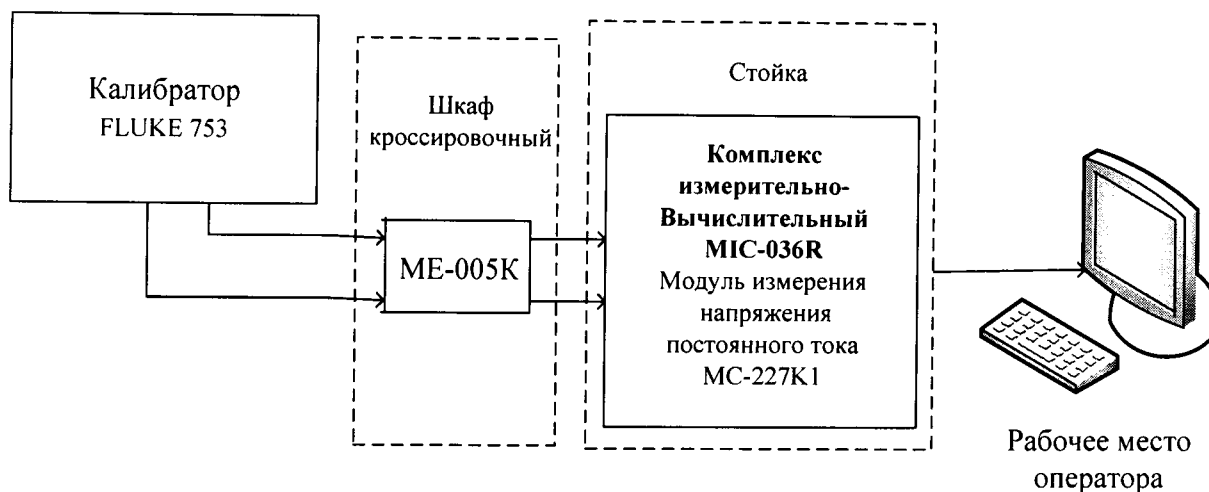 Калибратор
FLUKE 753
Шкаф
кроссировочный
МЕ-005К
Стойка
Комплекс
измерительно-
Вычислительный
MIC-036R
Модуль измерения
напряжения
постоянного тока
МС-227К1
Рабочее место
оператора